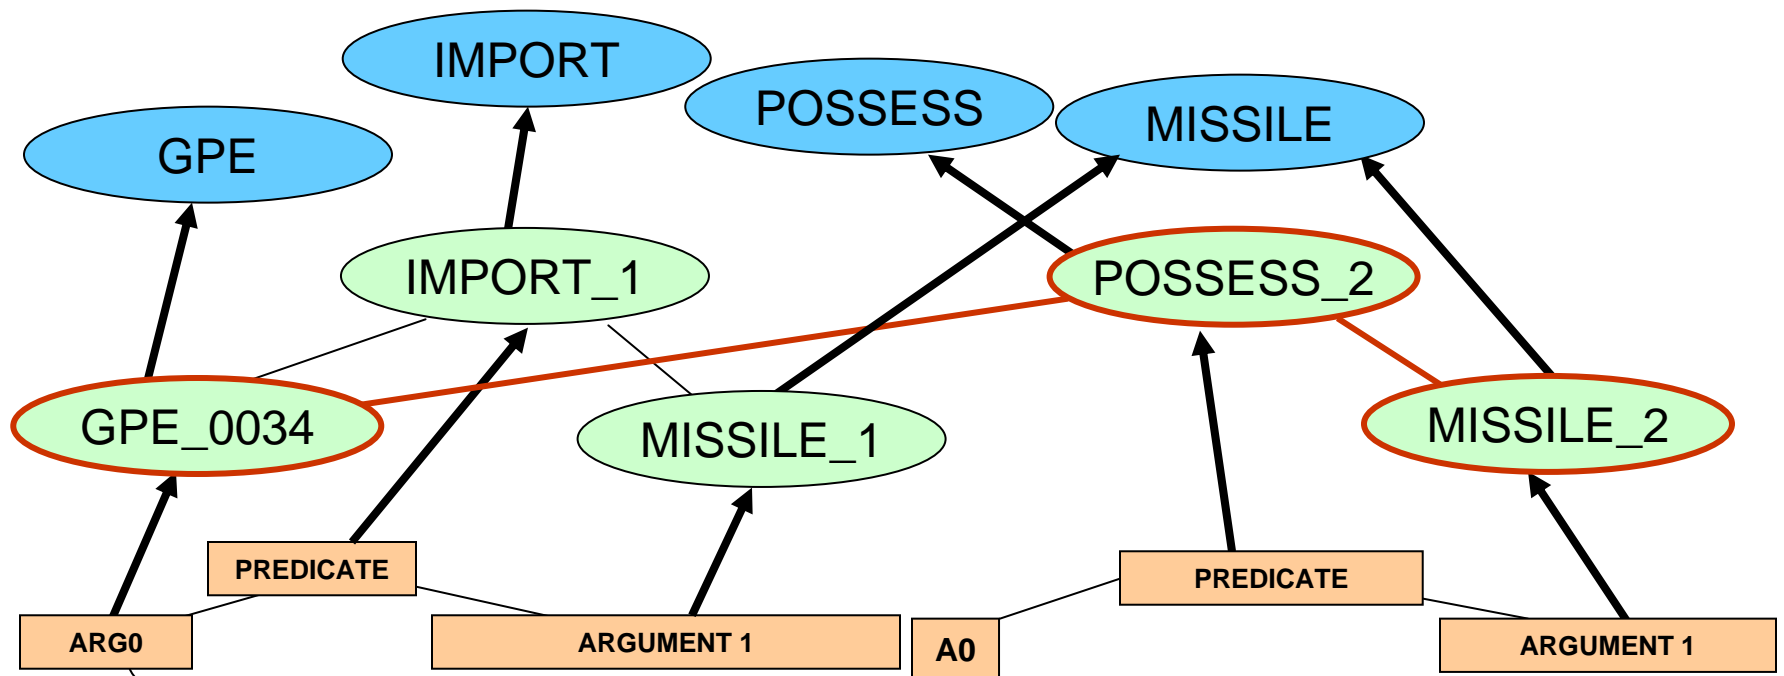 IMPORT
POSSESS
MISSILE
GPE
IMPORT_1
POSSESS_2
GPE_0034
MISSILE_1
MISSILE_2
PREDICATE
PREDICATE
ARG0
ARGUMENT 1
A0
ARGUMENT 1